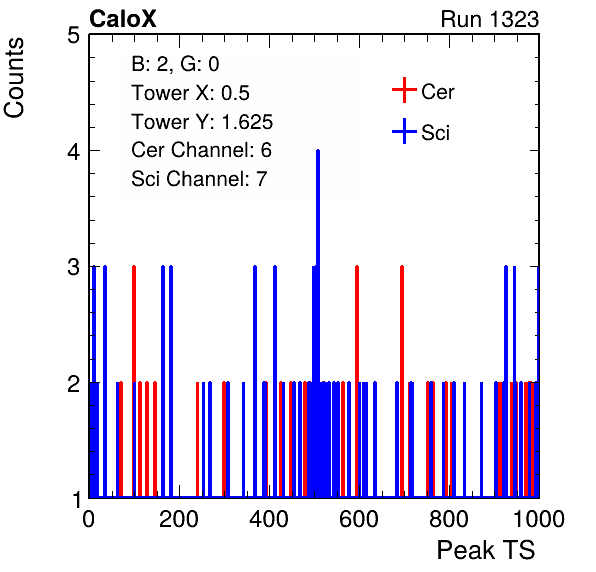 CaloX Run 1323
Counts
5
4
3
2
1
B: 2, G: 0
Tower X: 0.5
Tower Y: 1.625
Cer Channel: 6
Sci Channel: 7
Cer
Sci
0 200 400 600 800 1000
Peak TS